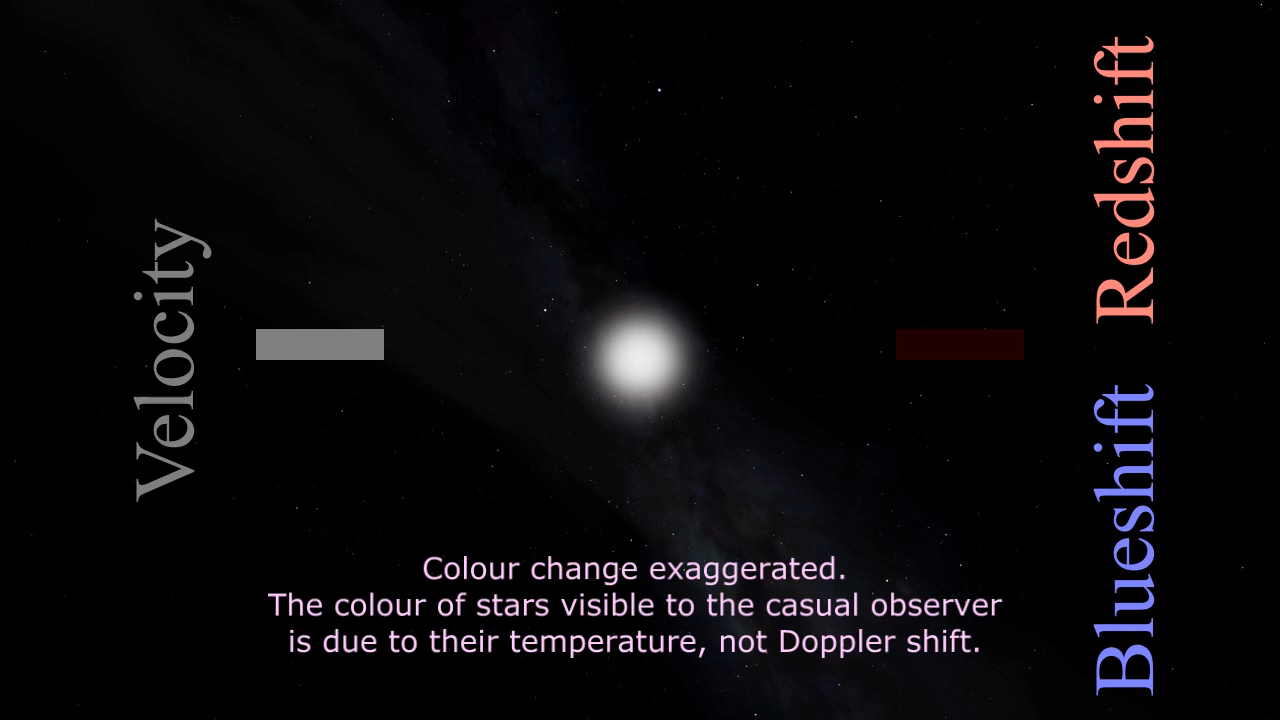 Velocity
Redshift
Blueshift
Colour change exaggerated.
The colour of stars visible to the casual observer
is due to their temperature, not Doppler shift.